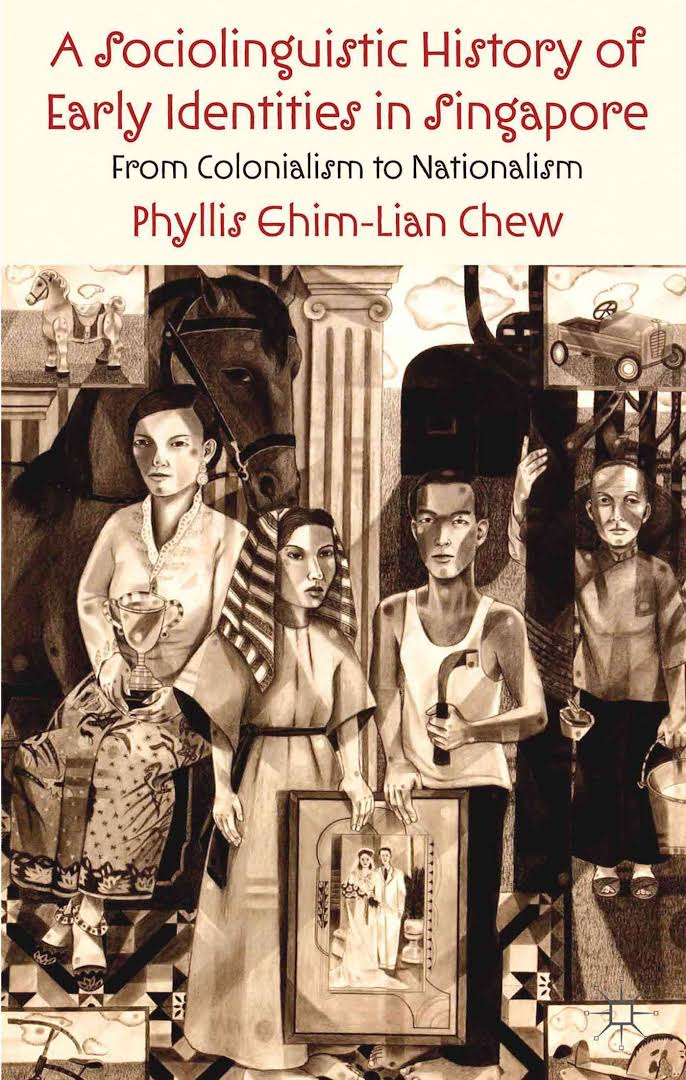 A Sociolinguistic History of
Early Identities in Singapore
From Colonialism to Nationalism
Phyllis Ghim-Lian Chew